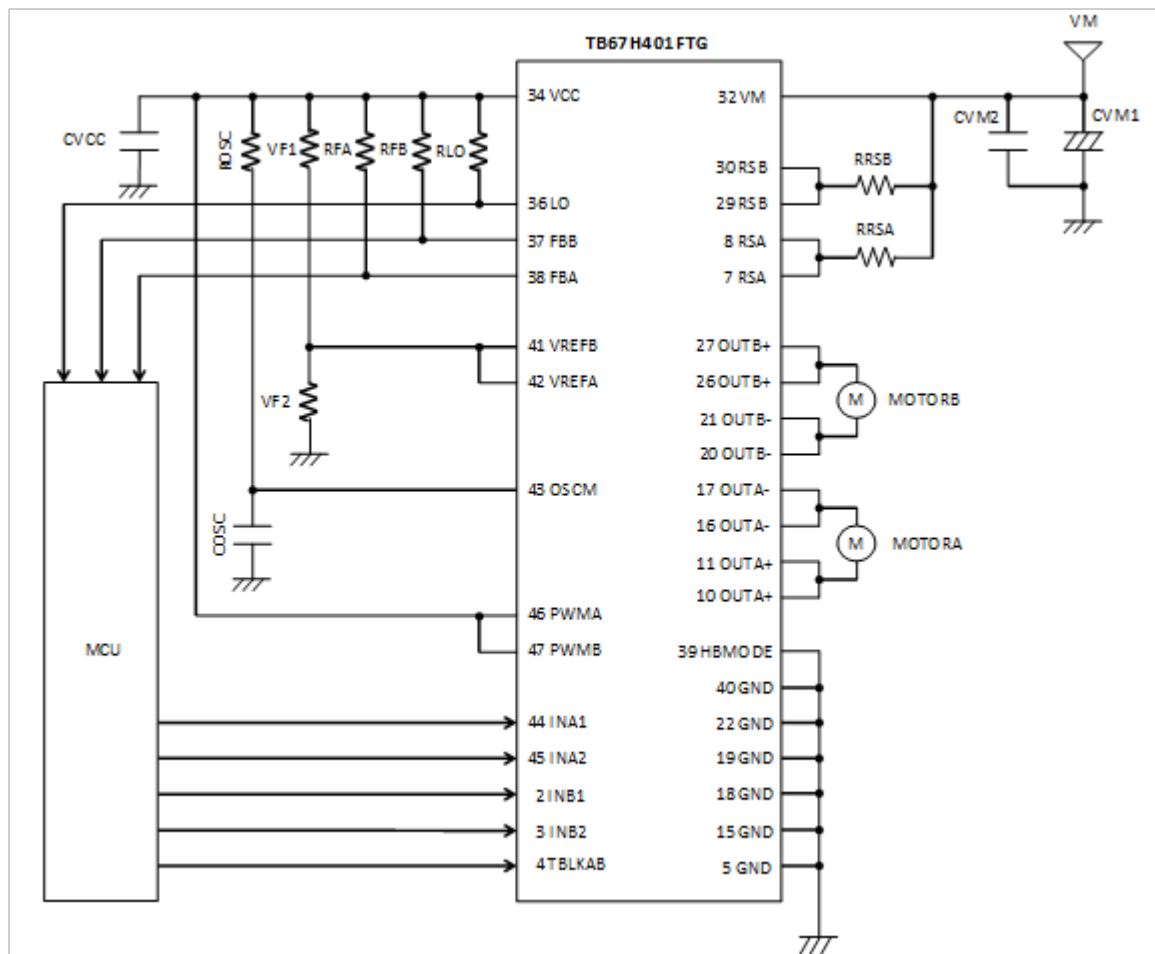 VM
TB67H401FTG
34 VCC
32 VM
CVCC
ROSC
VF1
RFA
RFB
RLO
CVM2
CVM1
30 RSB
RRSB
36 LO
29 RSB
37 FBB
8 RSA
RRSA
38 FBA
7 RSA
41 VREFB
27 OUTB+
42 VREFA
26 OUTB+
M
MOTORB
VF2
21 OUTB-
20 OUTB-
43 OSCM
17 OUTA-
COSC
16 OUTA-
M
MOTORA
11 OUTA+
10 OUTA+
46 PWMA
MCU
47 PWMB
39 HBMODE
40 GND
44 INA1
22 GND
45 INA2
19 GND
2 INB1
18 GND
3 INB2
15 GND
4 TBLKAB
5 GND